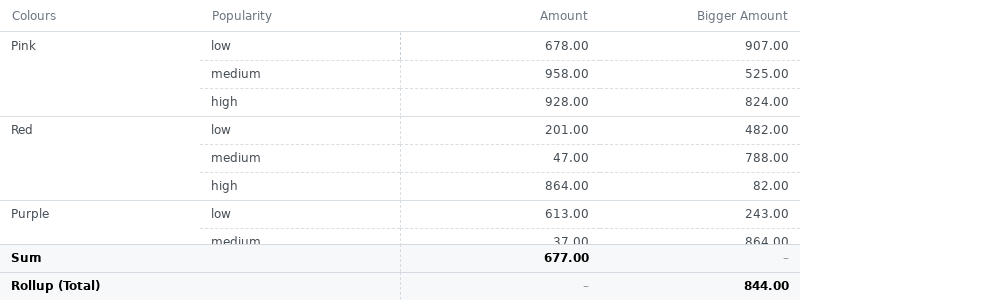 Colours Popularity Amount Bigger Amount
Pink low 678.00 907.00
medium 958.00 525.00
high 928.00 824.00
Red low 201.00 482.00
medium 47.00 788.00
high 864.00 82.00
Purple low 613.00 243.00
medium 37.00 864.00
Sum 677.00 –
Rollup (Total) – 844.00